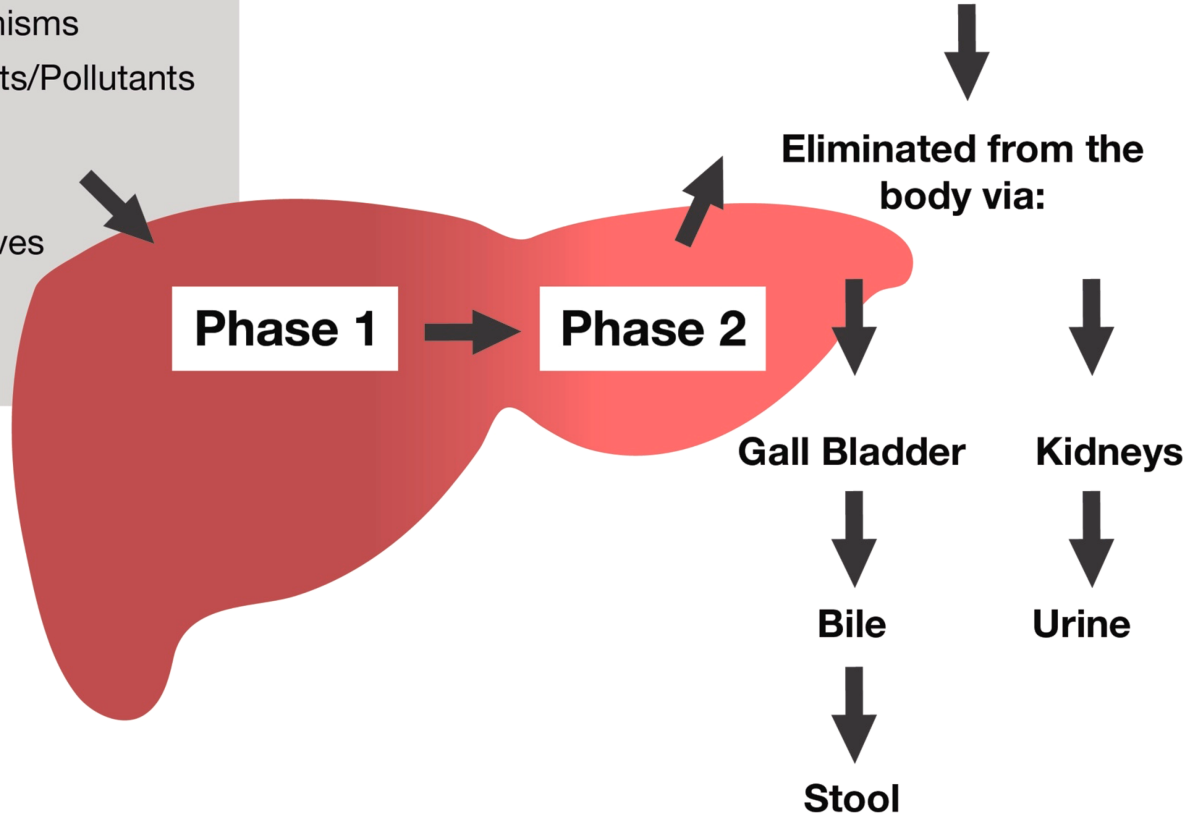 nisms
ts/Pollutants
ves
Phase 1
Phase 2
Eliminated from the
body via:
Gall Bladder
Kidneys
Bile
Urine
Stool